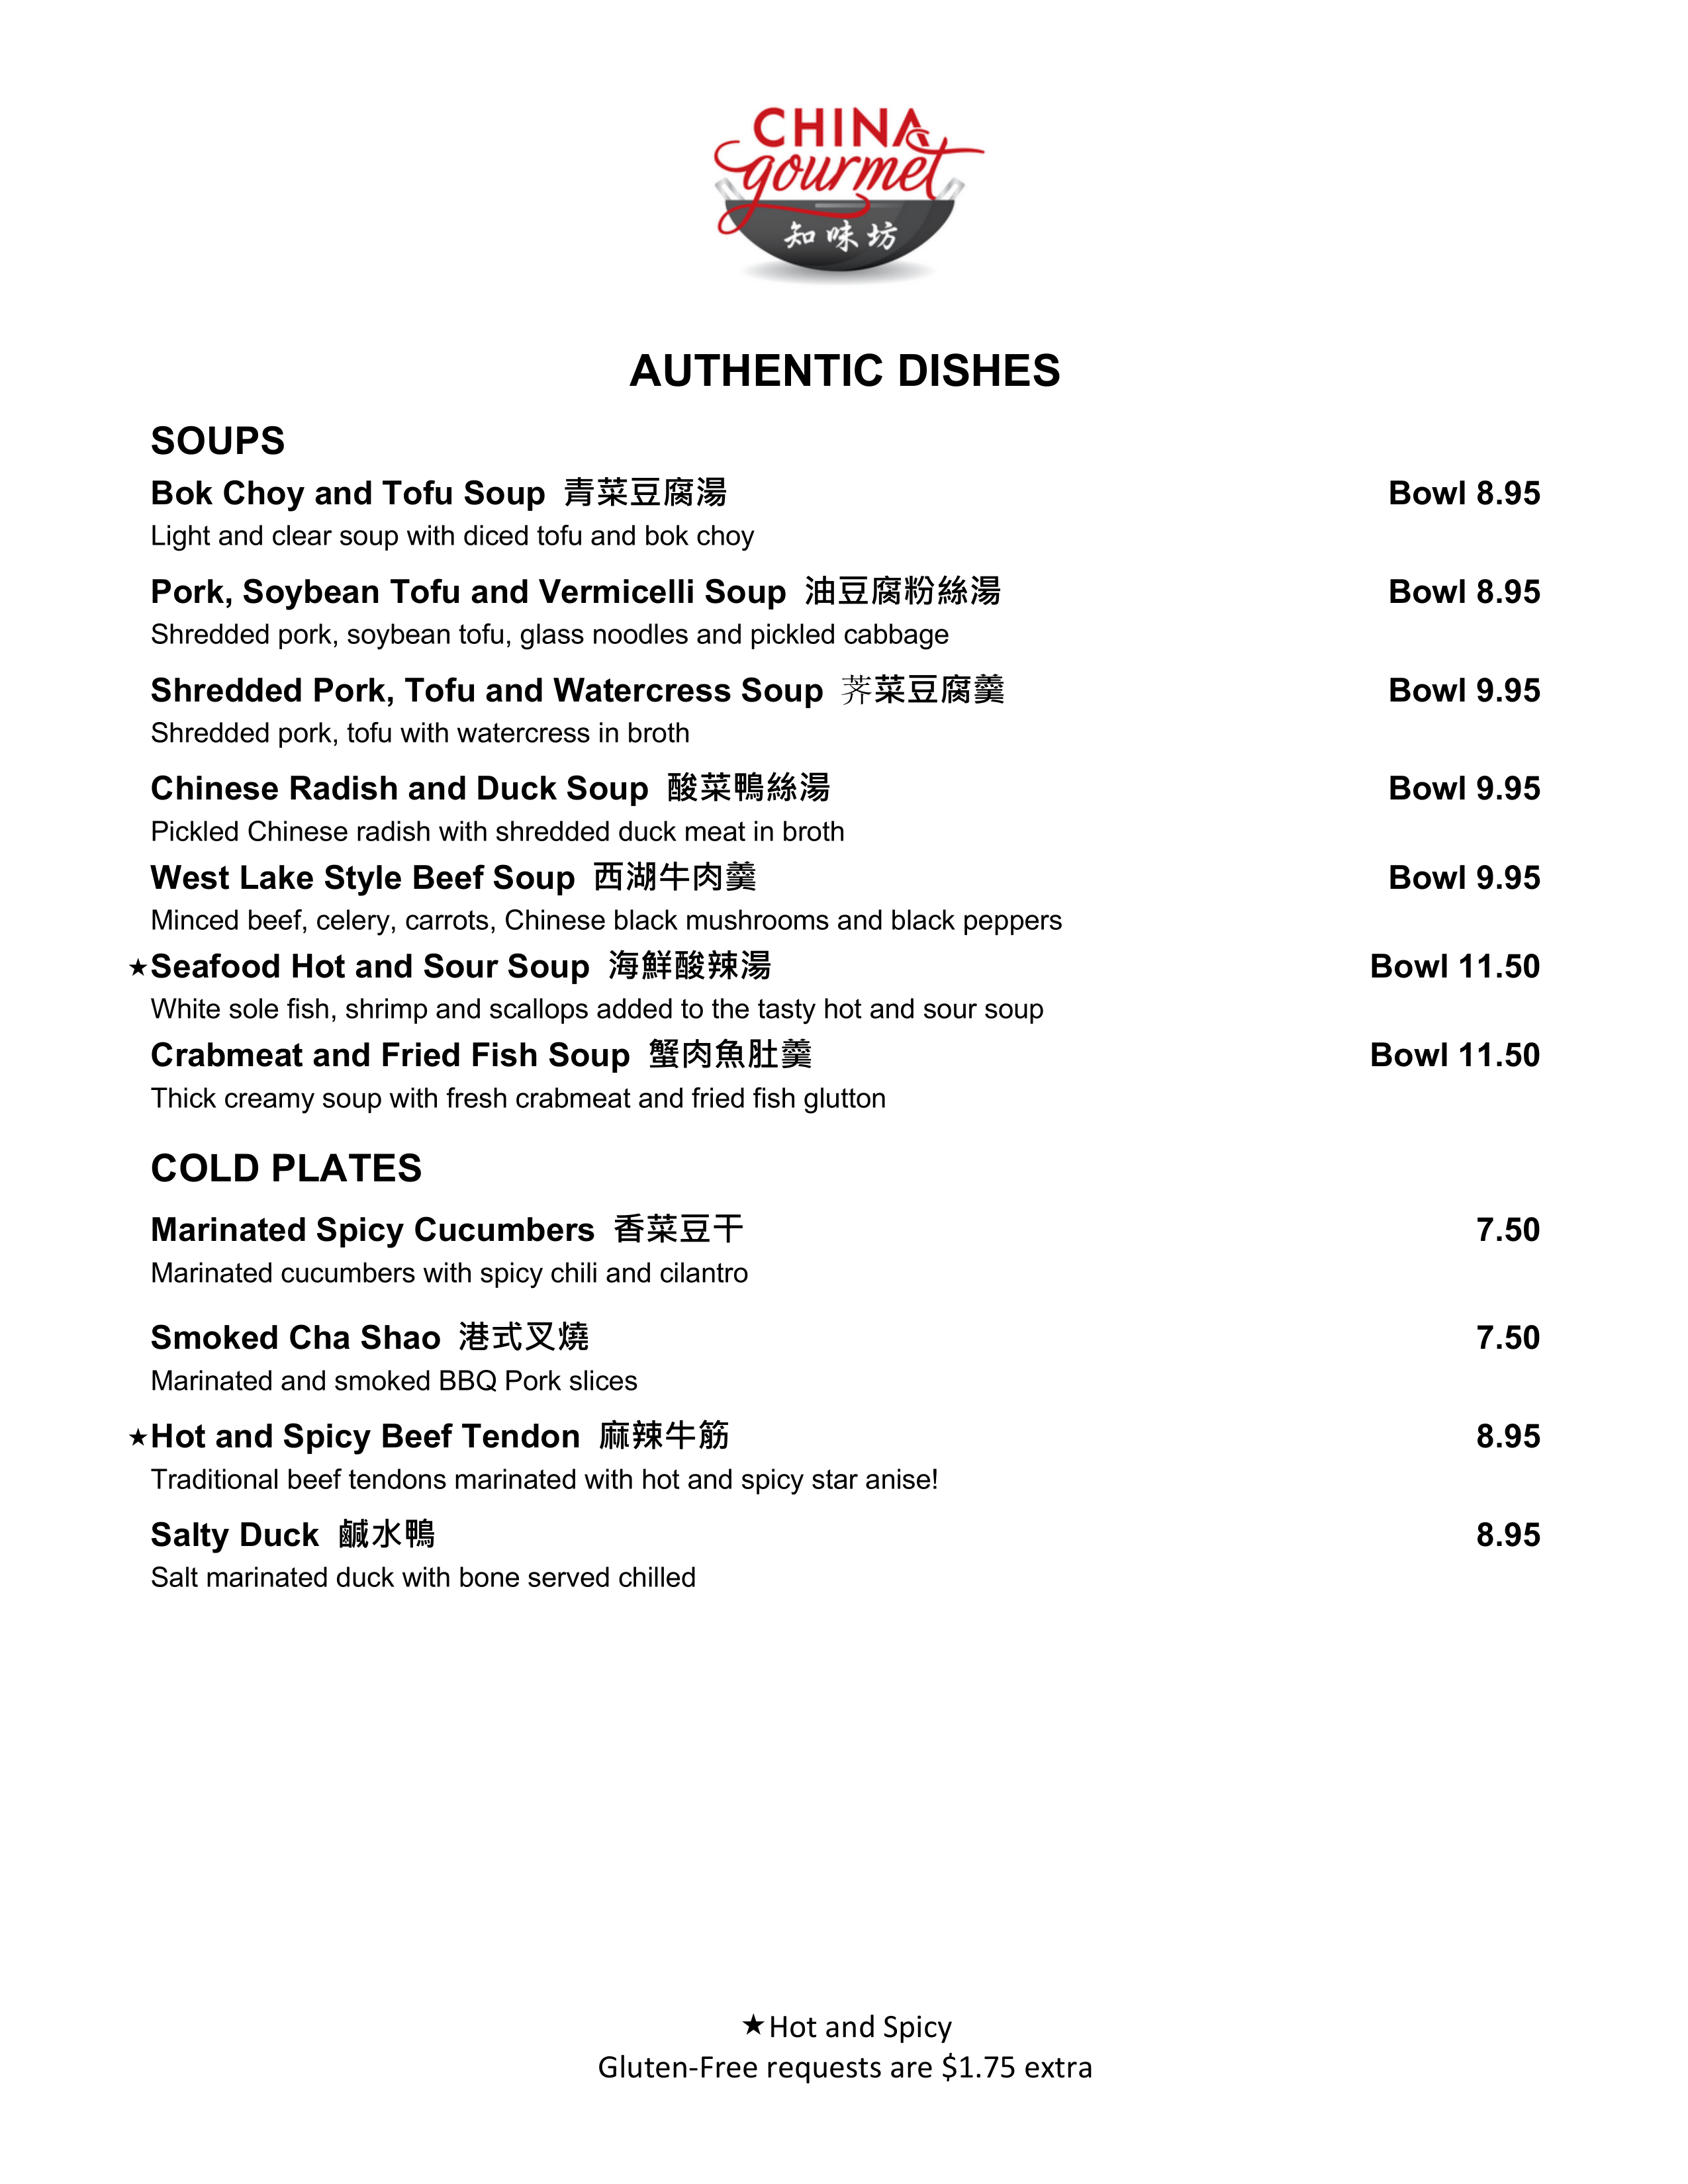 CHINA
gourmet
知味坊
AUTHENTIC DISHES
SOUPS
Bok Choy and Tofu Soup 青菜豆腐湯 Bowl 8.95
Light and clear soup with diced tofu and bok choy
Pork, Soybean Tofu and Vermicelli Soup 油豆腐粉絲湯 Bowl 8.95
Shredded pork, soybean tofu, glass noodles and pickled cabbage
Shredded Pork, Tofu and Watercress Soup 荠菜豆腐羹 Bowl 9.95
Shredded pork, tofu with watercress in broth
Chinese Radish and Duck Soup 酸菜鴨絲湯 Bowl 9.95
Pickled Chinese radish with shredded duck meat in broth
West Lake Style Beef Soup 西湖牛肉羹 Bowl 9.95
Minced beef, celery, carrots, Chinese black mushrooms and black peppers
★Seafood Hot and Sour Soup 海鮮酸辣湯 Bowl 11.50
White sole fish, shrimp and scallops added to the tasty hot and sour soup
Crabmeat and Fried Fish Soup 蟹肉魚肚羹 Bowl 11.50
Thick creamy soup with fresh crabmeat and fried fish glutton
COLD PLATES
Marinated Spicy Cucumbers 香菜豆干 7.50
Marinated cucumbers with spicy chili and cilantro
Smoked Cha Shao 港式叉燒 7.50
Marinated and smoked BBQ Pork slices
★Hot and Spicy Beef Tendon 麻辣牛筋 8.95
Traditional beef tendons marinated with hot and spicy star anise!
Salty Duck 鹹水鴨 8.95
Salt marinated duck with bone served chilled
★Hot and Spicy
Gluten-Free requests are $1.75 extra